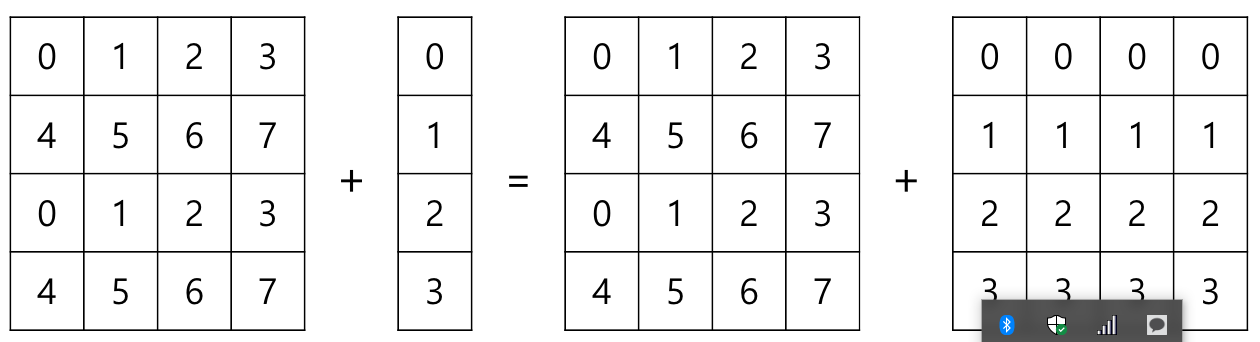 0 1 2 3 0 0 1 2 3 0 0 0 0
4 5 6 7 1 4 5 6 7 1 1 1 1
+ = +
0 1 2 3 2 0 1 2 3 2 2 2 2
4 5 6 7 3 4 5 6 7 3 3 3 3